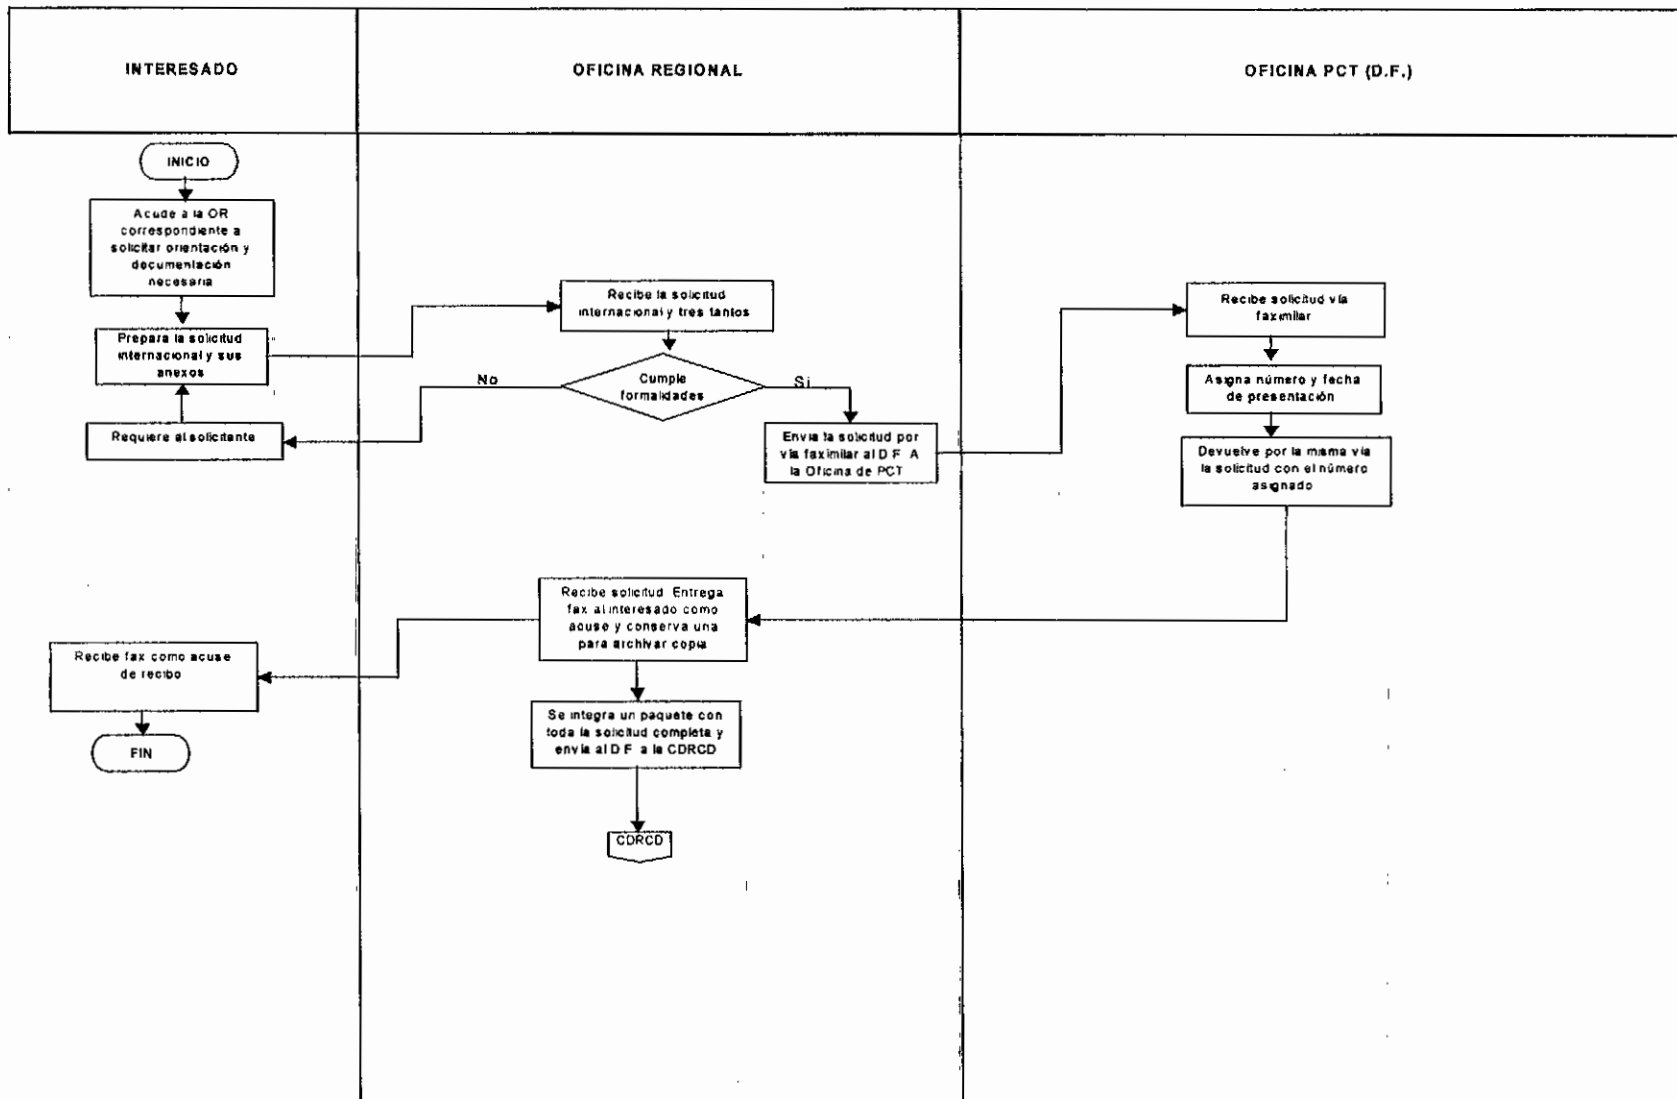 INTERESADO
OFICINA REGIONAL
OFICINA PCT (D.F.)
INICIO
Acude a la OR
correspondiente a
solicitar orientación y
documentación
necesaria
Prepara la solicitud
internacional y sus
anexos
Requiere al solicitante
Recibe la solicitud
internacional y tres tantos
Cumple
formalidades
No
Si
Envia la solicitud por
vía faximilar al D F A
la Oficina de PCT
Recibe solicitud vía
faximilar
Asigna número y fecha
de presentación
Devuelve por la misma vía
la solicitud con el número
asignado
Recibe solicitud Entrega
fax al interesado como
acuse y conserva una
para archivar copia
Recibe fax como acuse
de recibo
FIN
Se integra un paquete con
toda la solicitud completa y
envía al D F a la CDRCD
CDRCD